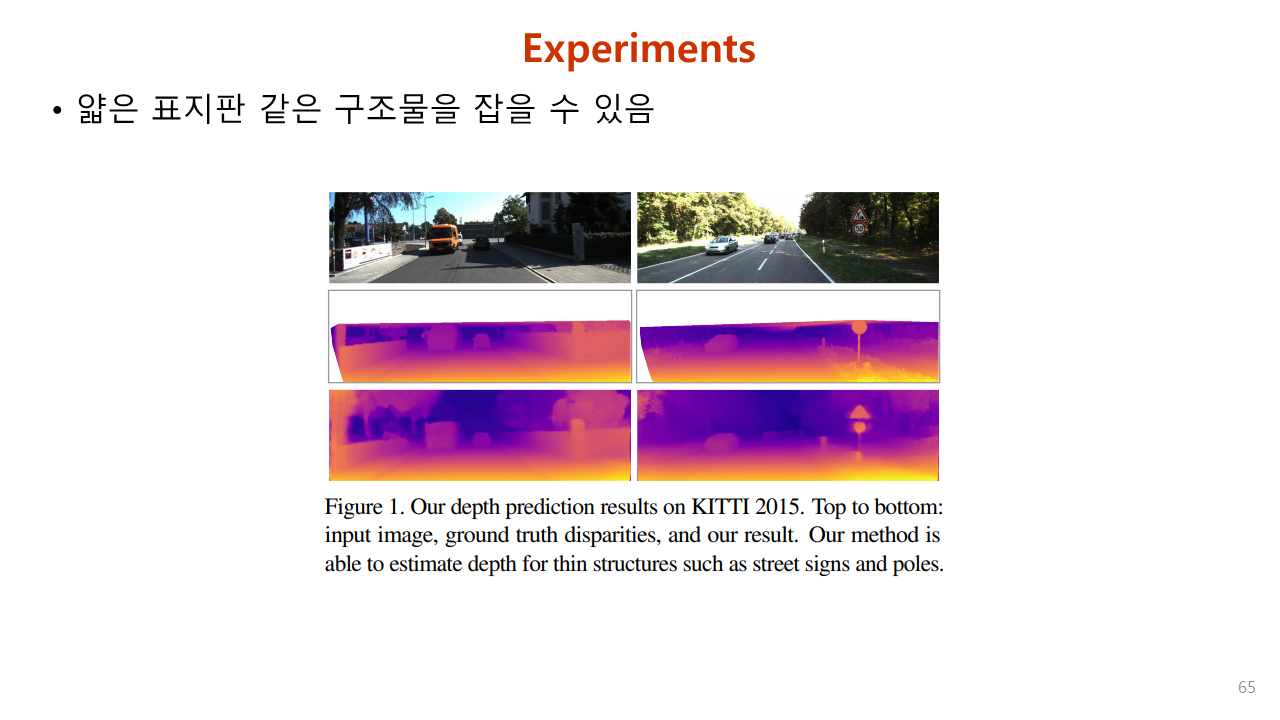 Experiments
• 얇은 표지판 같은 구조물을 잡을 수 있음
50
Figure 1. Our depth prediction results on KITTI 2015. Top to bottom:
input image, ground truth disparities, and our result. Our method is
able to estimate depth for thin structures such as street signs and poles.
65